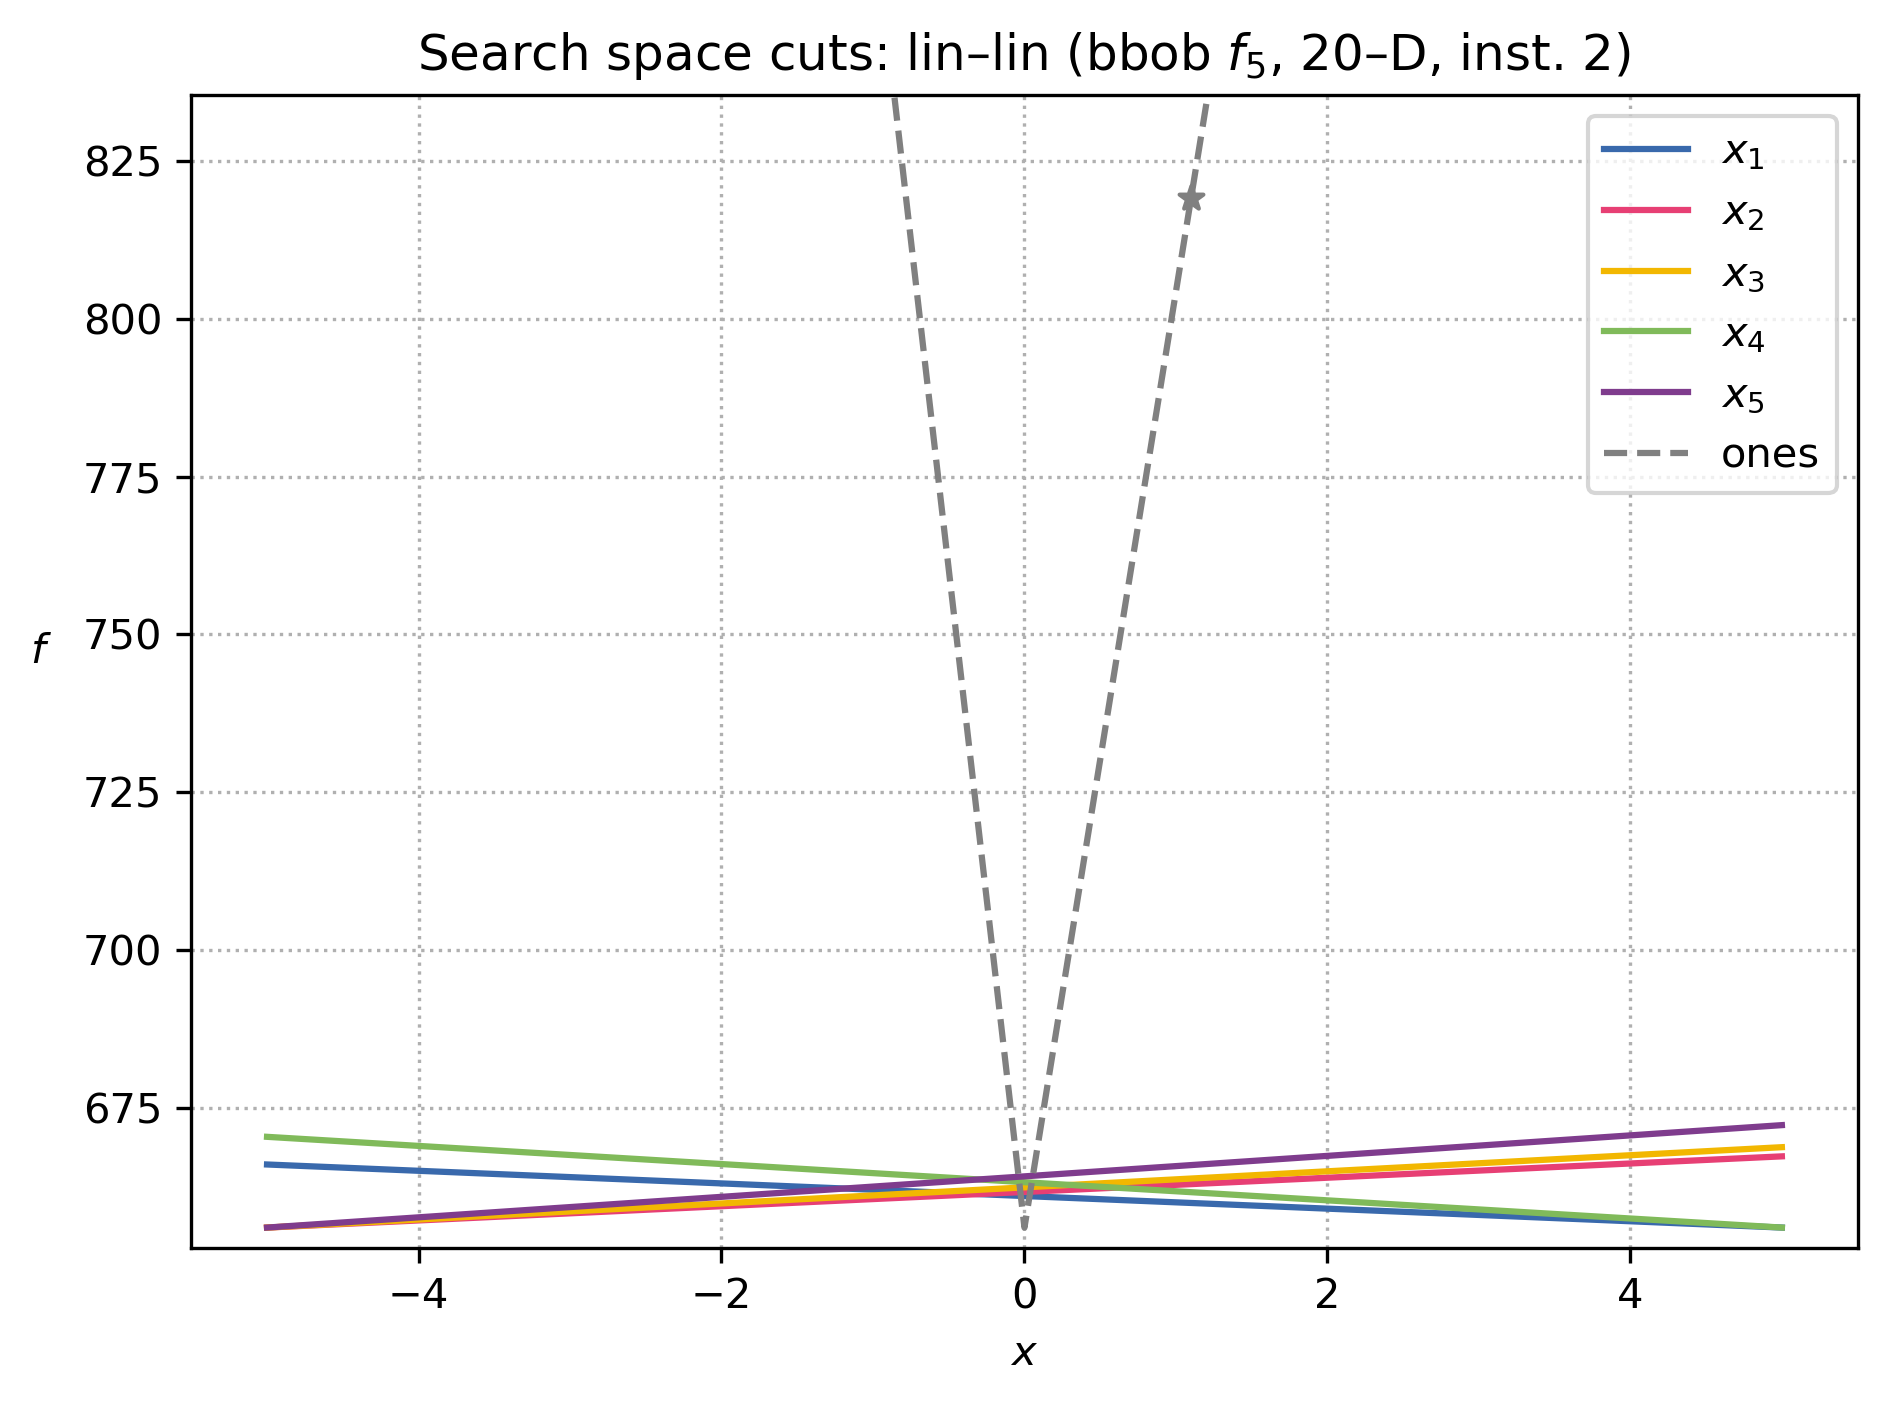 Search space cuts: lin–lin (bbob f₅, 20–D, inst. 2)
825
800
775
750
725
700
675
f
−4 −2 0 2 4
x
x₁
x₂
x₃
x₄
x₅
ones